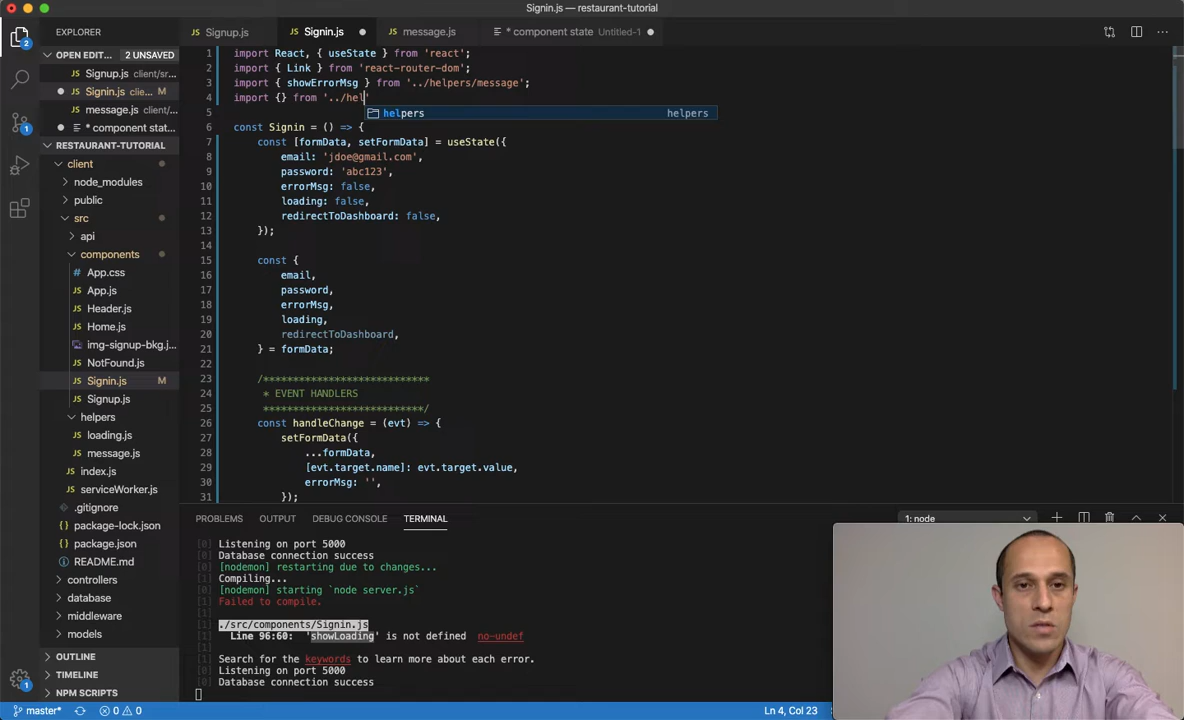 Signin.js — restaurant-tutorial
EXPLORER
Signup.js
Signin.js
message.js
* component state Untitled-1
OPEN EDIT... 2 UNSAVED
Signup.js client/sr...
Signin.js clie... M
message.js client/...
* component stat...
RESTAURANT-TUTORIAL
client
node_modules
public
src
api
components
App.css
App.js
Header.js
Home.js
img-signup-bkg.j...
NotFound.js
Signin.js M
Signup.js
helpers
loading.js
message.js
index.js
serviceWorker.js
.gitignore
package-lock.json
package.json
README.md
controllers
database
middleware
models
OUTLINE
TIMELINE
NPM SCRIPTS
1 import React, { useState } from 'react';
2 import { Link } from 'react-router-dom';
3 import { showErrorMsg } from '../helpers/message';
4 import {} from '../hel'
helpers helpers
5
6 const Signin = () => {
7 const [formData, setFormData] = useState({
8 email: 'jdoe@gmail.com',
9 password: 'abc123',
10 errorMsg: false,
11 loading: false,
12 redirectToDashboard: false,
13 });
14
15 const {
16 email,
17 password,
18 errorMsg,
19 loading,
20 redirectToDashboard,
21 } = formData;
22
23 /****************************
24 * EVENT HANDLERS
25 ***************************/
26 const handleChange = (evt) => {
27 setFormData({
28 ...formData,
29 [evt.target.name]: evt.target.value,
30 errorMsg: '',
31 });
PROBLEMS OUTPUT DEBUG CONSOLE TERMINAL 1: node
[0] Listening on port 5000
[0] Database connection success
[0] [nodemon] restarting due to changes...
[1] Compiling...
[0] [nodemon] starting `node server.js`
[1] Failed to compile.
[1]
[1] ./src/components/Signin.js
[1] Line 96:60: 'showLoading' is not defined no-undef
[1]
[1] Search for the keywords to learn more about each error.
[0] Listening on port 5000
[0] Database connection success
master* 0 0 Ln 4, Col 23
2
1
1